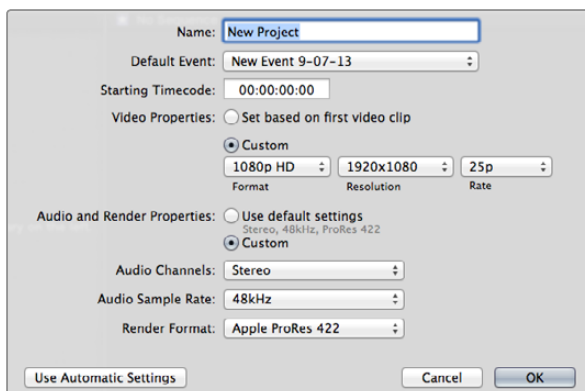 Name: New Project
Default Event: New Event 9-07-13
Starting Timecode: 00:00:00:00
Video Properties: Set based on first video clip
Custom
1080p HD 1920x1080 25p
Format Resolution Rate
Audio and Render Properties: Use default settings
Stereo, 48kHz, ProRes 422
Custom
Audio Channels: Stereo
Audio Sample Rate: 48kHz
Render Format: Apple ProRes 422
Use Automatic Settings Cancel OK